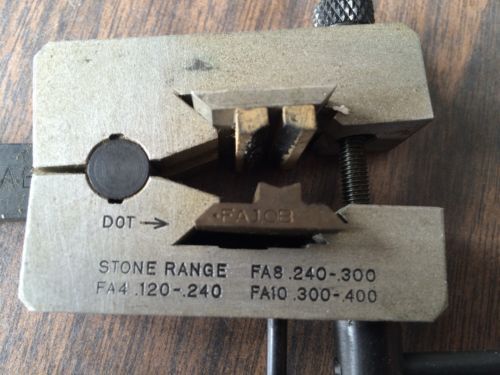 FA10B
DOT →
STONE RANGE FA8 .240-.300
FA4 .120-.240 FA10 .300-.400